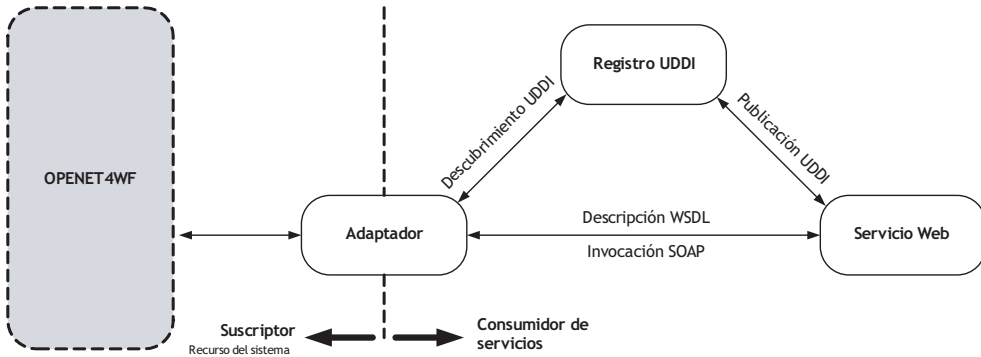 Registro UDDI
Descubrimiento UDDI
Publicación UDDI
OPENET4WF
Adaptador
Descripción WSDL
Invocación SOAP
Servicio Web
Suscriptor
Recurso del sistema
Consumidor de
servicios